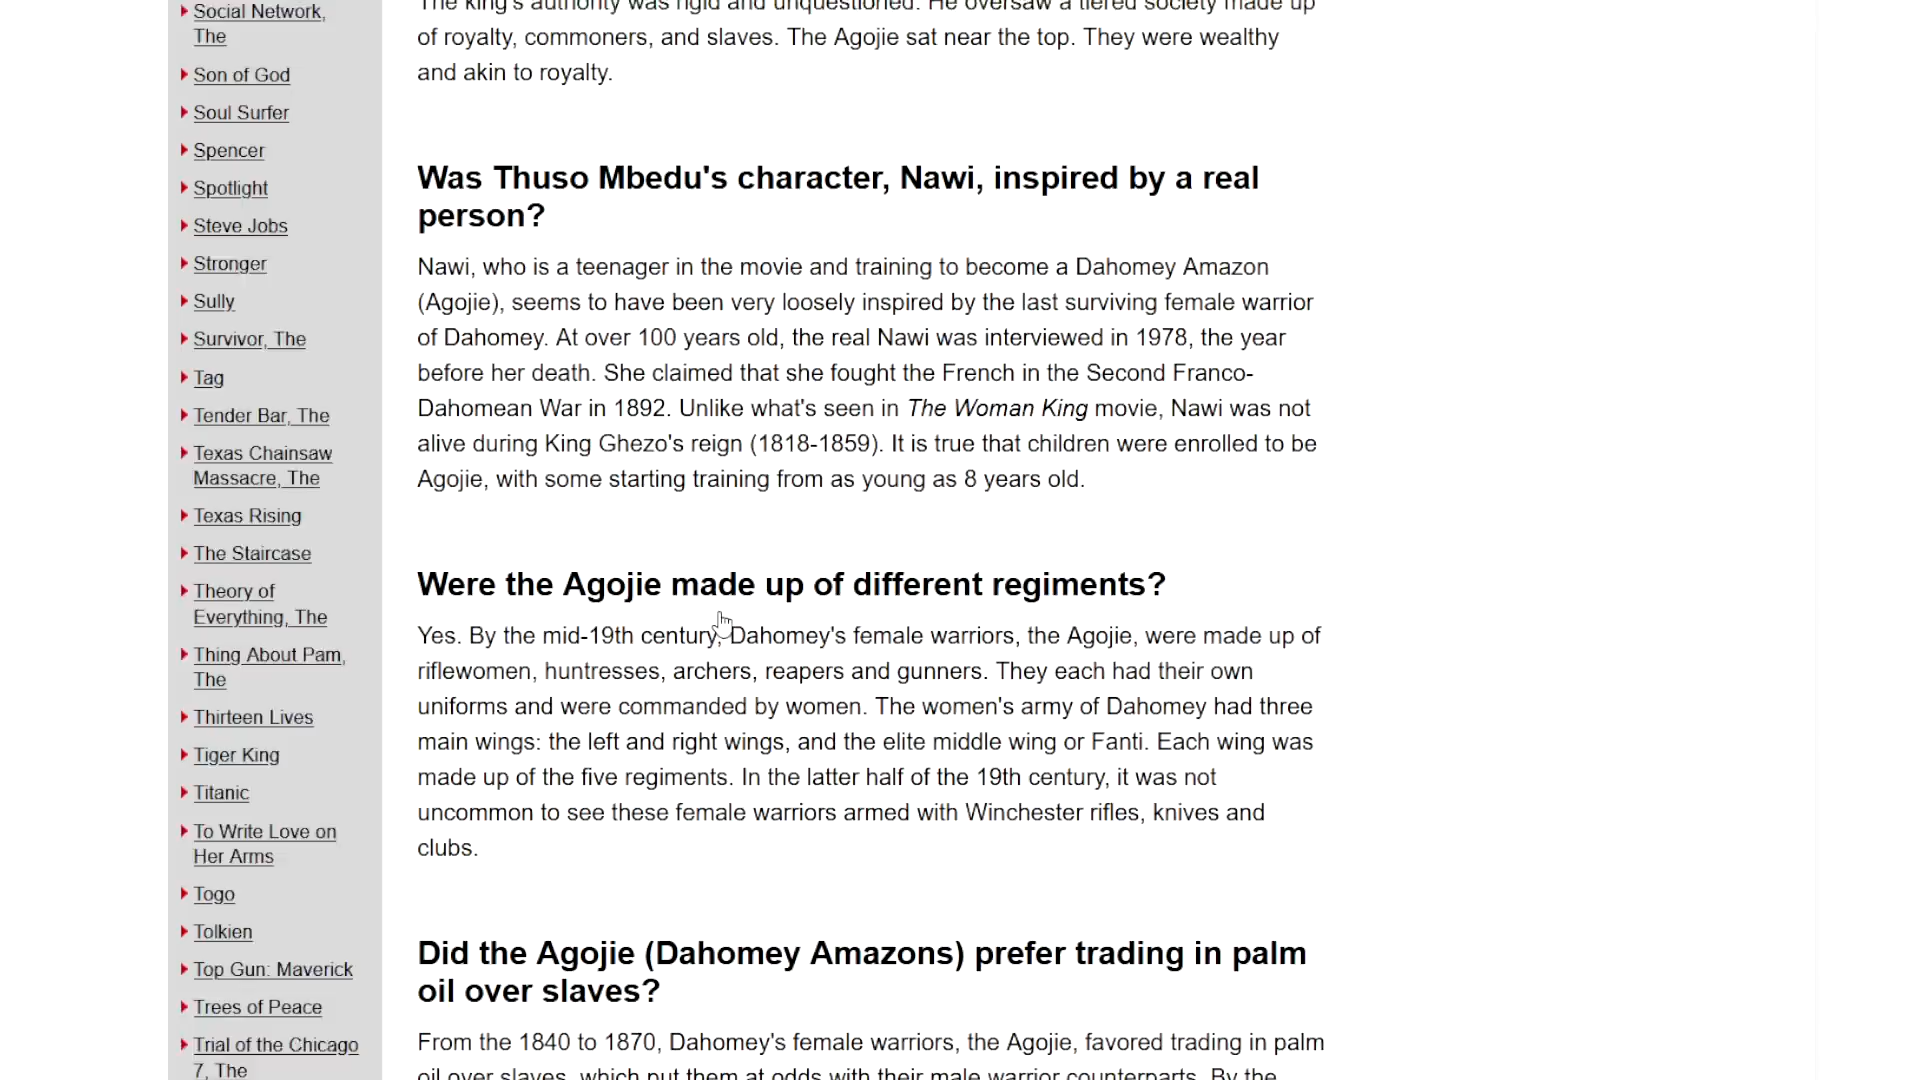 Social Network,
The
Son of God
Soul Surfer
Spencer
Spotlight
Steve Jobs
Stronger
Sully
Survivor, The
Tag
Tender Bar, The
Texas Chainsaw
Massacre, The
Texas Rising
The Staircase
Theory of
Everything, The
Thing About Pam,
The
Thirteen Lives
Tiger King
Titanic
To Write Love on
Her Arms
Togo
Tolkien
Top Gun: Maverick
Trees of Peace
Trial of the Chicago
7, The
The king's authority was rigid and unquestioned. He oversaw a tiered society made up
of royalty, commoners, and slaves. The Agojie sat near the top. They were wealthy
and akin to royalty.
Was Thuso Mbedu's character, Nawi, inspired by a real
person?
Nawi, who is a teenager in the movie and training to become a Dahomey Amazon
(Agojie), seems to have been very loosely inspired by the last surviving female warrior
of Dahomey. At over 100 years old, the real Nawi was interviewed in 1978, the year
before her death. She claimed that she fought the French in the Second Franco-
Dahomean War in 1892. Unlike what's seen in The Woman King movie, Nawi was not
alive during King Ghezo's reign (1818-1859). It is true that children were enrolled to be
Agojie, with some starting training from as young as 8 years old.
Were the Agojie made up of different regiments?
Yes. By the mid-19th century, Dahomey's female warriors, the Agojie, were made up of
riflewomen, huntresses, archers, reapers and gunners. They each had their own
uniforms and were commanded by women. The women's army of Dahomey had three
main wings: the left and right wings, and the elite middle wing or Fanti. Each wing was
made up of the five regiments. In the latter half of the 19th century, it was not
uncommon to see these female warriors armed with Winchester rifles, knives and
clubs.
Did the Agojie (Dahomey Amazons) prefer trading in palm
oil over slaves?
From the 1840 to 1870, Dahomey's female warriors, the Agojie, favored trading in palm
oil over slaves, which put them at odds with their male warrior counterparts. By the